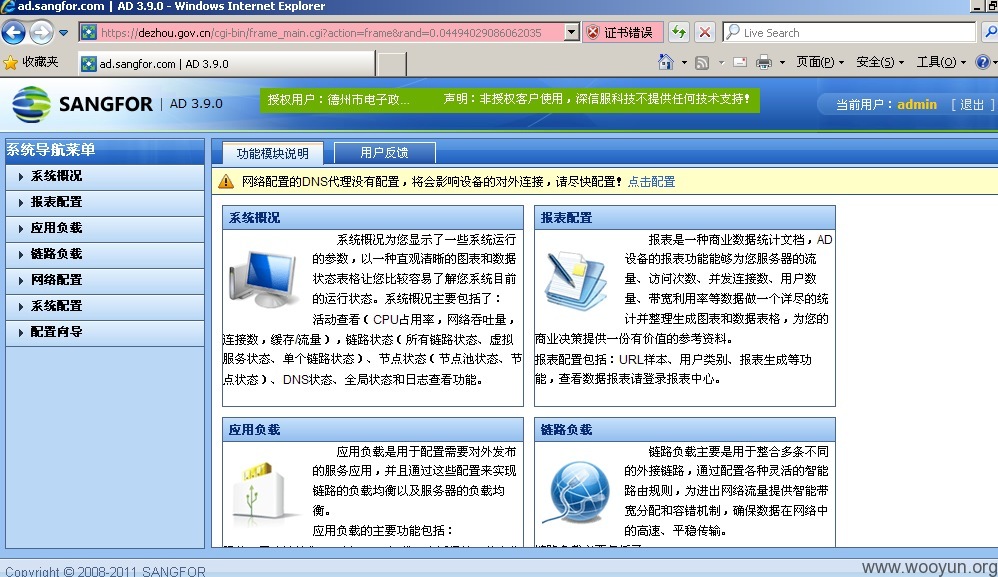 ad.sangfor.com | AD 3.9.0 - Windows Internet Explorer
https://dezhou.gov.cn/cgi-bin/frame_main.cgi?action=frame&rand=0.04494029086062035
证书错误
Live Search
收藏夹
ad.sangfor.com | AD 3.9.0
页面(P)
安全(S)
工具(O)
SANGFOR | AD 3.9.0
授权用户：德州市电子政...
声明：非授权客户使用，深信服科技不提供任何技术支持！
当前用户：admin [ 退出 ]
系统导航菜单
系统概况
报表配置
应用负载
链路负载
网络配置
系统配置
配置向导
功能模块说明
用户反馈
网络配置的DNS代理没有配置，将会影响设备的对外连接，请尽快配置！ 点击配置
系统概况
系统概况为您显示了一些系统运行
的参数，以一种直观清晰的图表和数据
状态表格让您比较容易了解您系统目前
的运行状态。系统概况主要包括了：
活动查看（CPU占用率，网络吞吐量，
连接数，缓存/流量），链路状态（所有链路状态、虚拟
服务状态、单个链路状态）、节点状态（节点池状态、节
点状态）、DNS状态、全局状态和日志查看功能。
报表配置
报表是一种商业数据统计文档，AD
设备的报表功能能够为您服务器的流
量、访问次数、并发连接数、用户数
量、带宽利用率等数据做一个详尽的统
计并整理生成图表和数据表格，为您的
商业决策提供一份有价值的参考资料。
报表配置包括：URL样本、用户类别、报表生成等功
能，查看数据报表请登录报表中心。
应用负载
应用负载是用于配置需要对外发布
的服务应用，并且通过这些配置来实现
链路的负载均衡以及服务器的负载均
衡。
应用负载的主要功能包括：
链路负载
链路负载主要是用于整合多条不同
的外接链路，通过配置各种灵活的智能
路由规则，为进出网络流量提供智能带
宽分配和容错机制，确保数据在网络中
的高速、平稳传输。
Copyright © 2008-2011 SANGFOR
www.wooyun.org